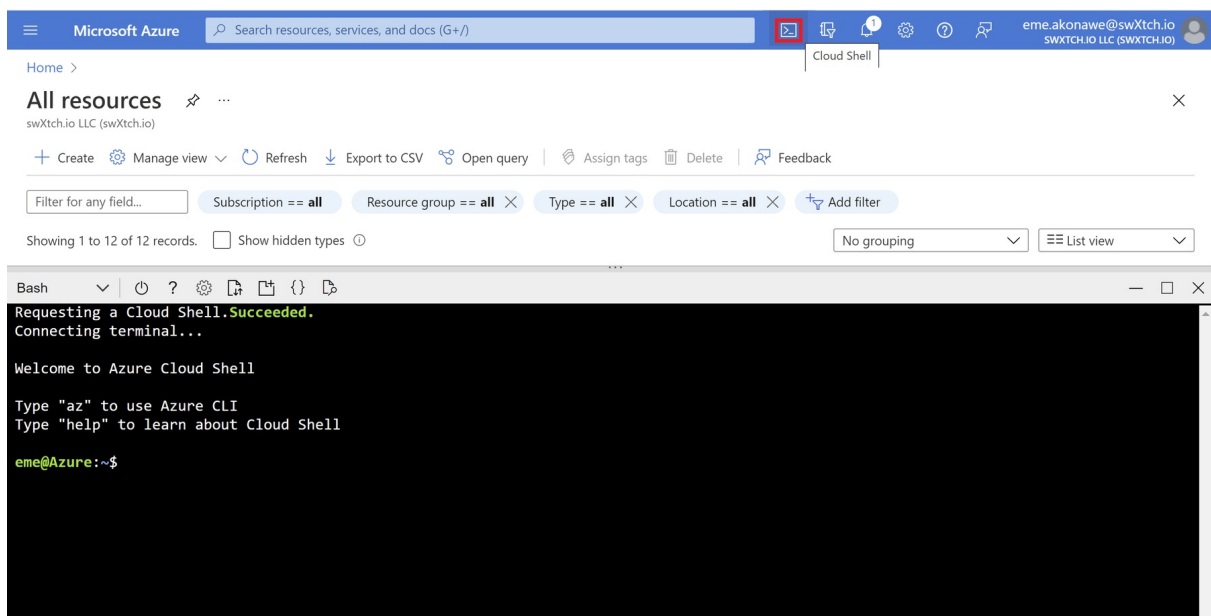 Microsoft Azure
Search resources, services, and docs (G+/)
1
eme.akonawe@swXtch.io
SWXTCH.IO LLC (SWXTCH.IO)
Cloud Shell
Home >
All resources
swXtch.io LLC (swXtch.io)
Create Manage view Refresh Export to CSV Open query Assign tags Delete Feedback
Filter for any field... Subscription == all Resource group == all Type == all Location == all Add filter
Showing 1 to 12 of 12 records. Show hidden types No grouping List view
Bash ? {}
Requesting a Cloud Shell.Succeeded.
Connecting terminal...
Welcome to Azure Cloud Shell
Type "az" to use Azure CLI
Type "help" to learn about Cloud Shell
eme@Azure:~$